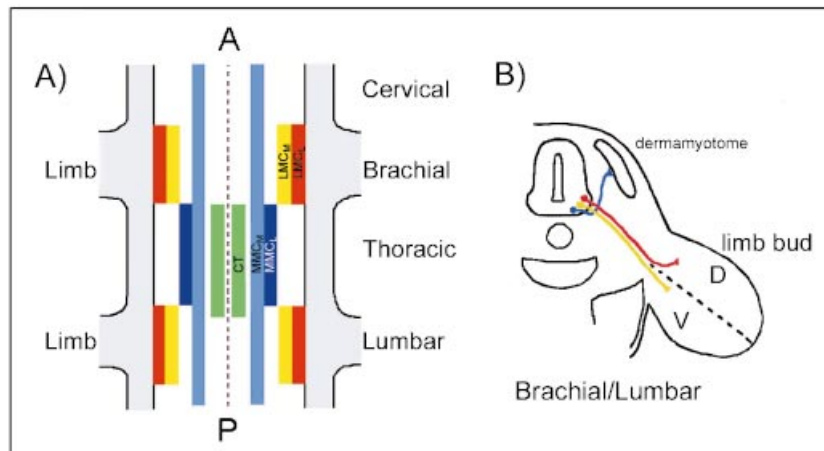 A)
A
Cervical
Limb
LMCM
LMCL
Brachial
CT
MMCM
MMCL
Thoracic
Limb
Lumbar
P
B)
dermamyotome
limb bud
D
V
Brachial/Lumbar